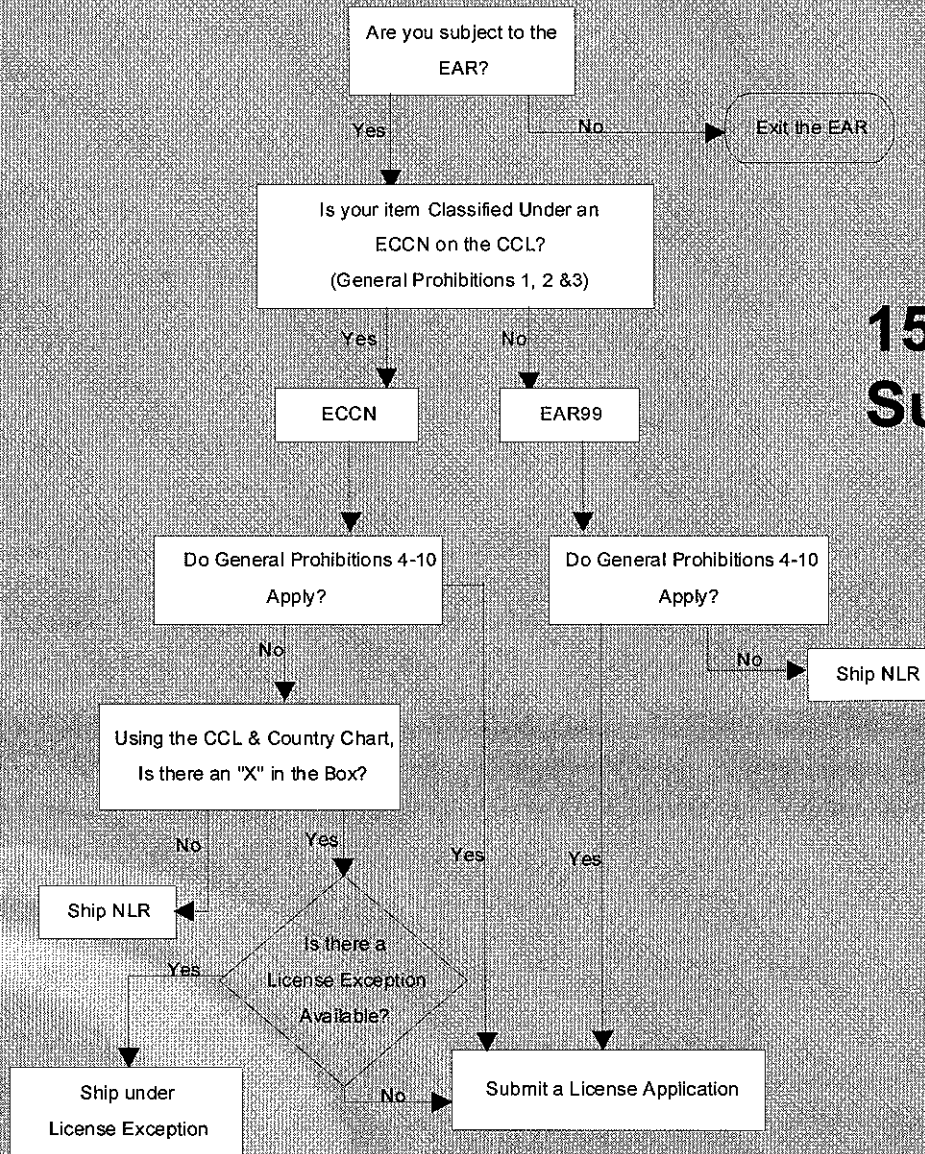 Are you subject to the
EAR?
Yes
No
Exit the EAR
Is your item Classified Under an
ECCN on the CCL?
(General Prohibitions 1, 2 &3)
15
Su
Yes
No
ECCN
EAR99
Do General Prohibitions 4-10
Apply?
Do General Prohibitions 4-10
Apply?
No
No
Ship NLR
Using the CCL & Country Chart,
Is there an "X" in the Box?
No
Yes
Yes
Yes
Ship NLR
Is there a
License Exception
Available?
Yes
No
Submit a License Application
Ship under
License Exception